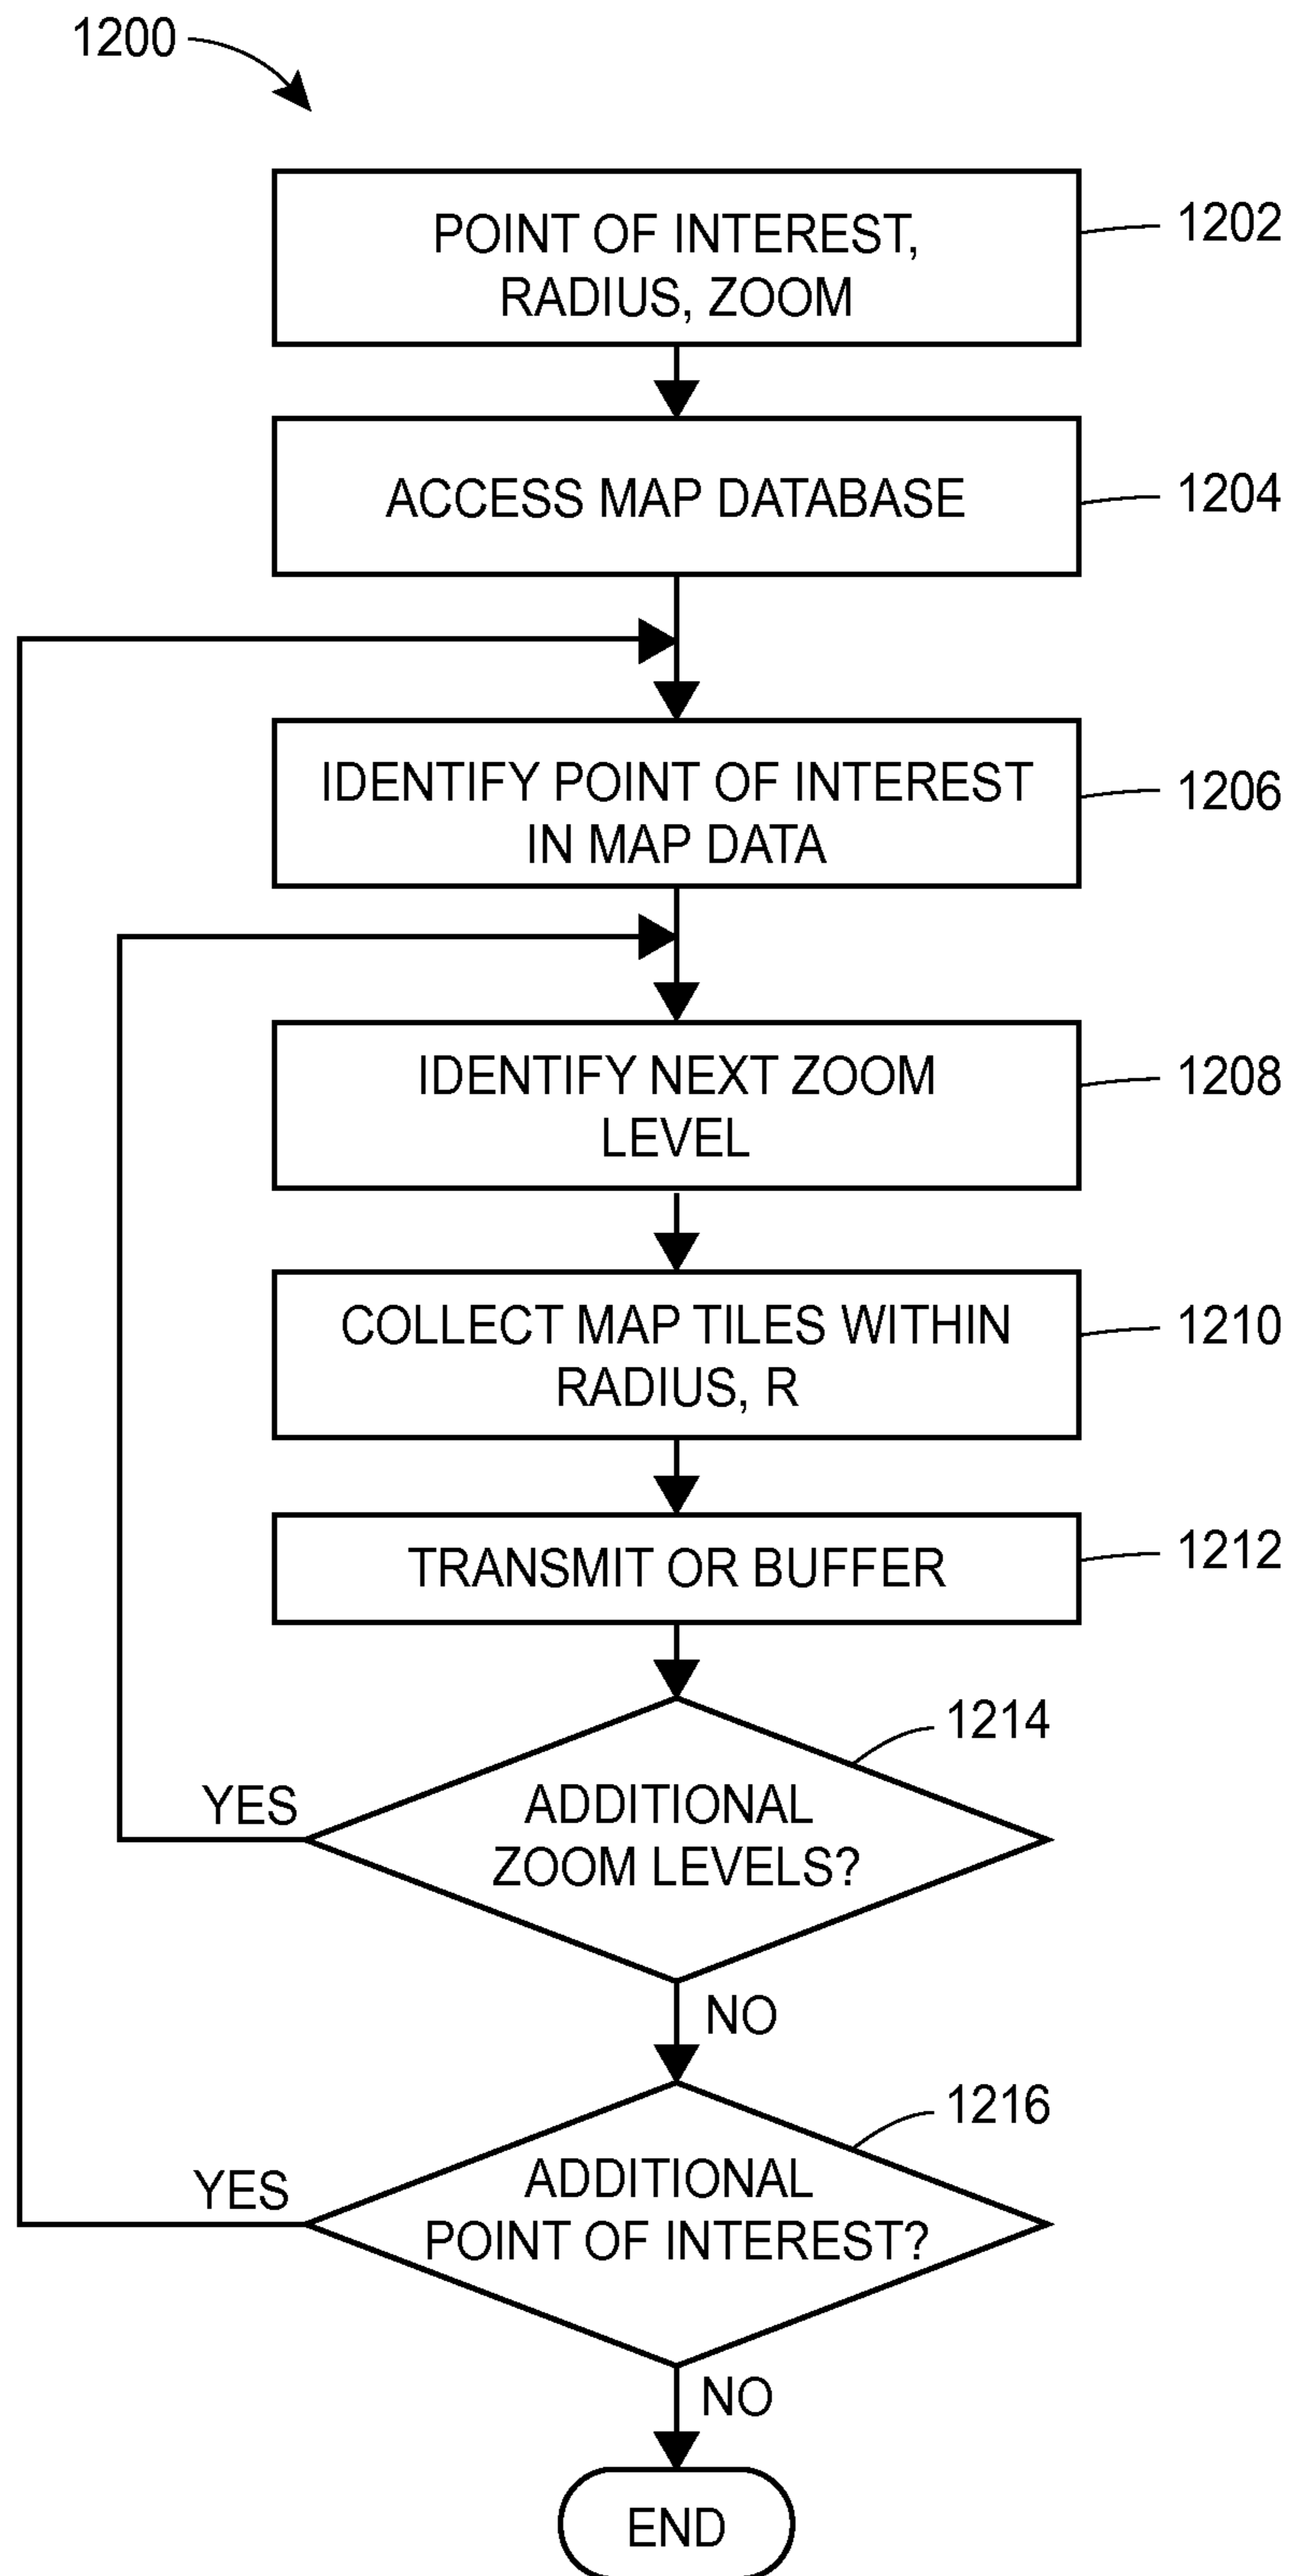 1200
POINT OF INTEREST,
RADIUS, ZOOM
1202
ACCESS MAP DATABASE
1204
IDENTIFY POINT OF INTEREST
IN MAP DATA
1206
IDENTIFY NEXT ZOOM
LEVEL
1208
COLLECT MAP TILES WITHIN
RADIUS, R
1210
TRANSMIT OR BUFFER
1212
1214
YES
ADDITIONAL
ZOOM LEVELS?
NO
1216
YES
ADDITIONAL
POINT OF INTEREST?
NO
END